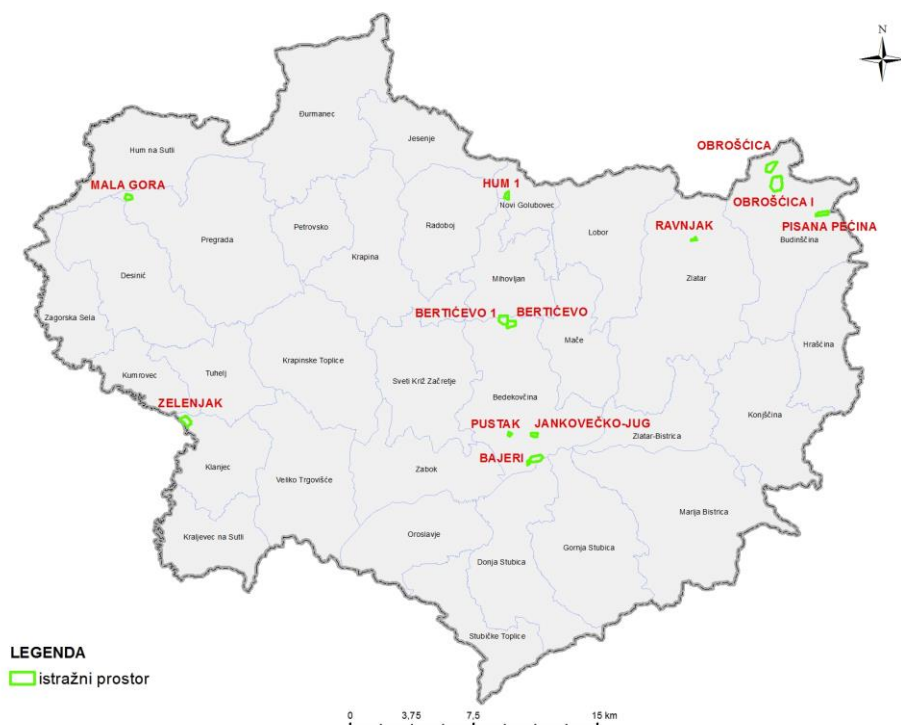 N
Đurmanec
Jesenje
Hum na Sutli
OBROŠĆICA
MALA GORA
HUM 1
Novi Golubovec
OBROŠĆICA I
PISANA PEĆINA
Budinščina
Lobor
RAVNJAK
Petrovsko
Radoboj
Pregrada
Krapina
Desinić
Mihovljan
Zlatar
Zagorska Sela
BERTIĆEVO 1
BERTIĆEVO
Mače
Hrašćina
Krapinske Toplice
Tuhelj
Kumrovec
Sveti Križ Začretje
Bedekovčina
Konjščina
ZELENJAK
PUSTAK
JANKOVEČKO-JUG
Zlatar-Bistrica
BAJERI
Klanjec
Zabok
Veliko Trgovišće
Marija Bistrica
Kraljevec na Sutli
Oroslavje
Gornja Stubica
Donja Stubica
Stubičke Toplice
LEGENDA
istražni prostor
0 3,75 7,5 15 km